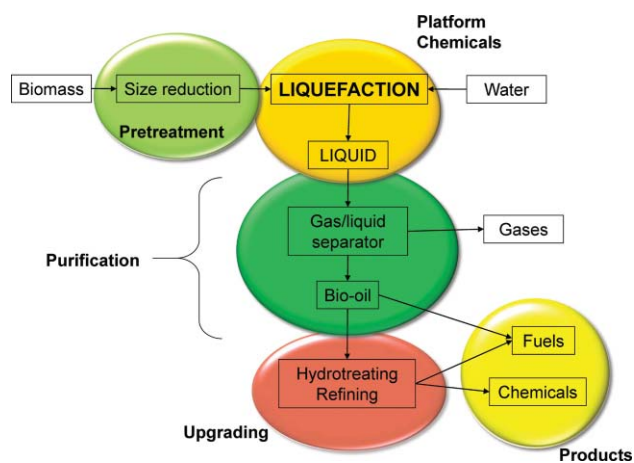 Platform
Chemicals
Biomass
Size reduction
LIQUEFACTION
Water
Pretreatment
LIQUID
Gas/liquid
separator
Gases
Purification
Bio-oil
Fuels
Hydrotreating
Refining
Chemicals
Upgrading
Products